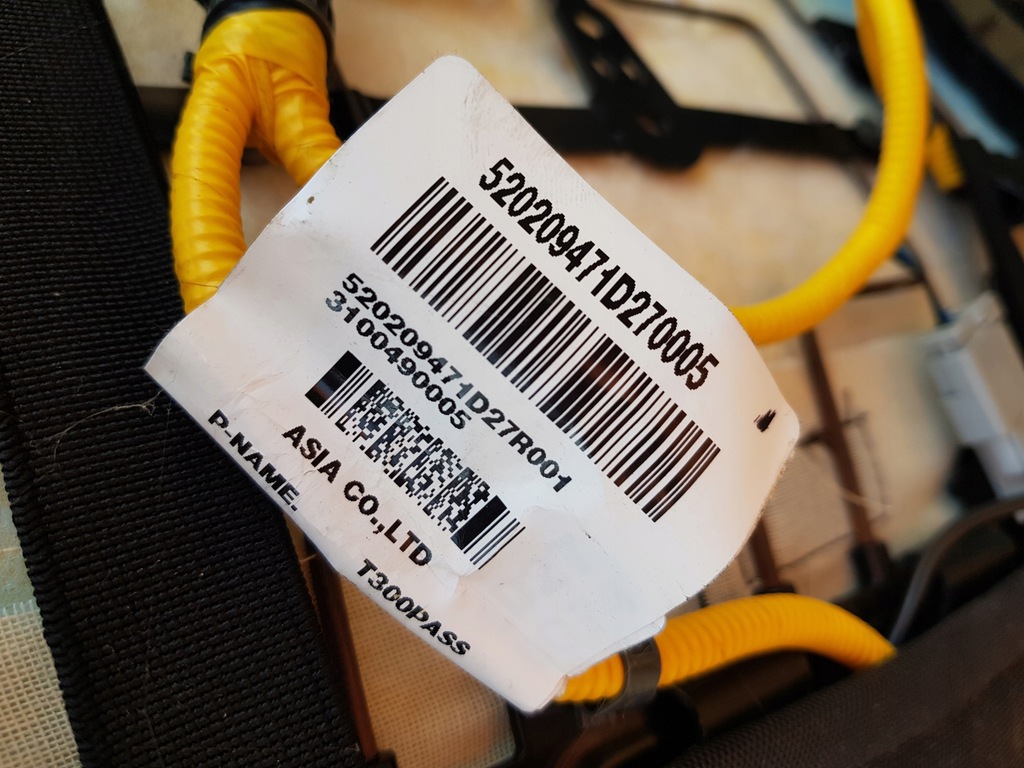 520209471D270005
520209471D27R001
3100490005
ASIA CO.,LTD
P-NAME. T300PASS